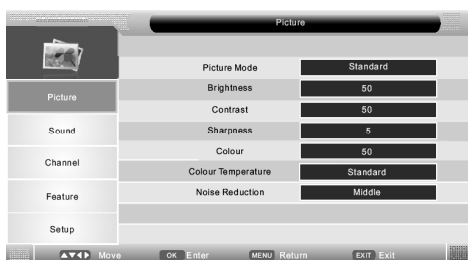 Picture
Picture
Sound
Channel
Feature
Setup
Picture Mode Standard
Brightness 50
Contrast 50
Sharpness 5
Colour 50
Colour Temperature Standard
Noise Reduction Middle
▲▼◀▶ Move OK Enter MENU Return EXIT Exit